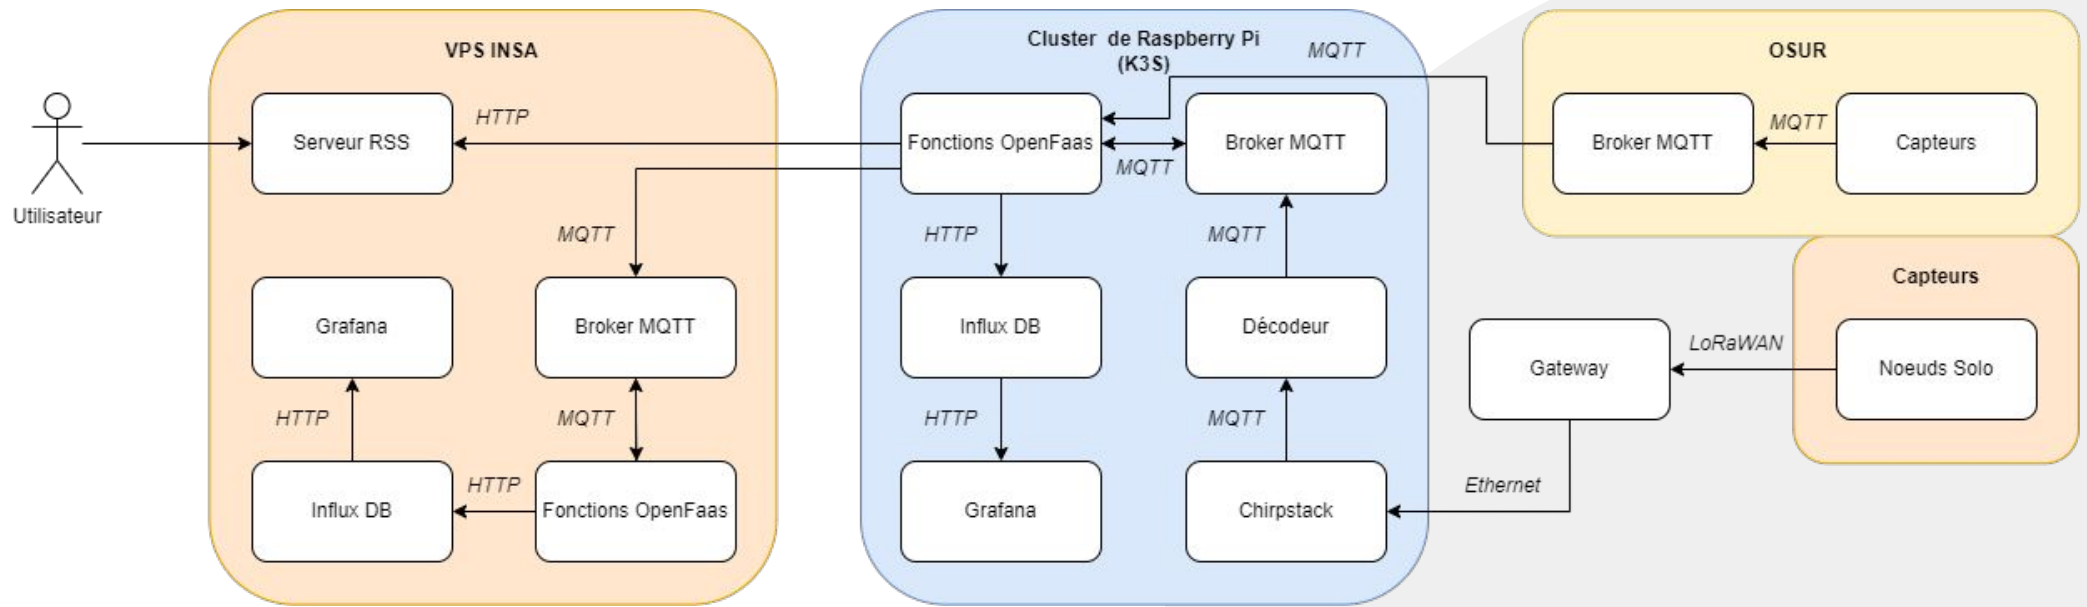 VPS INSA
Cluster de Raspberry Pi
(K3S)
MQTT
OSUR
Utilisateur
Serveur RSS
HTTP
Fonctions OpenFaas
MQTT
Broker MQTT
Broker MQTT
MQTT
Capteurs
MQTT
HTTP
MQTT
Capteurs
Grafana
Broker MQTT
Influx DB
Décodeur
Gateway
LoRaWAN
Noeuds Solo
HTTP
MQTT
HTTP
MQTT
Influx DB
HTTP
Fonctions OpenFaas
Grafana
Chirpstack
Ethernet